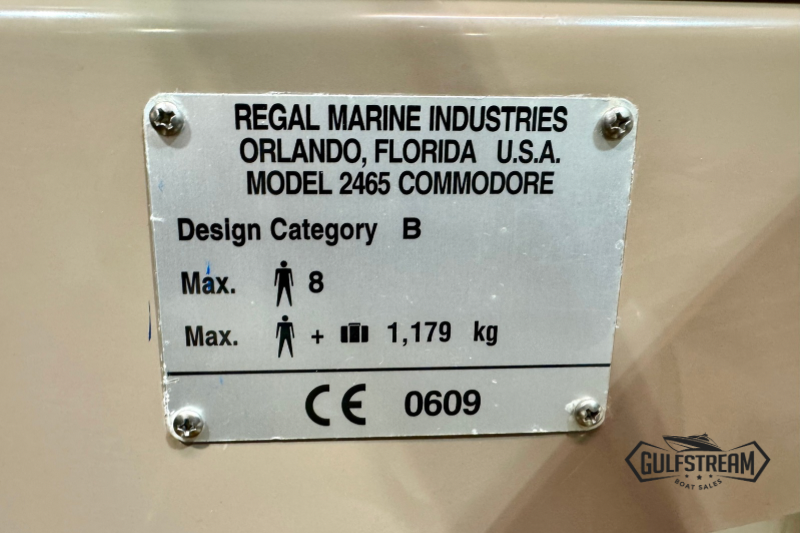 REGAL MARINE INDUSTRIES
ORLANDO, FLORIDA U.S.A.
MODEL 2465 COMMODORE
Design Category B
Max. 8
Max. + 1,179 kg
CE 0609
GULFSTREAM
BOAT SALES